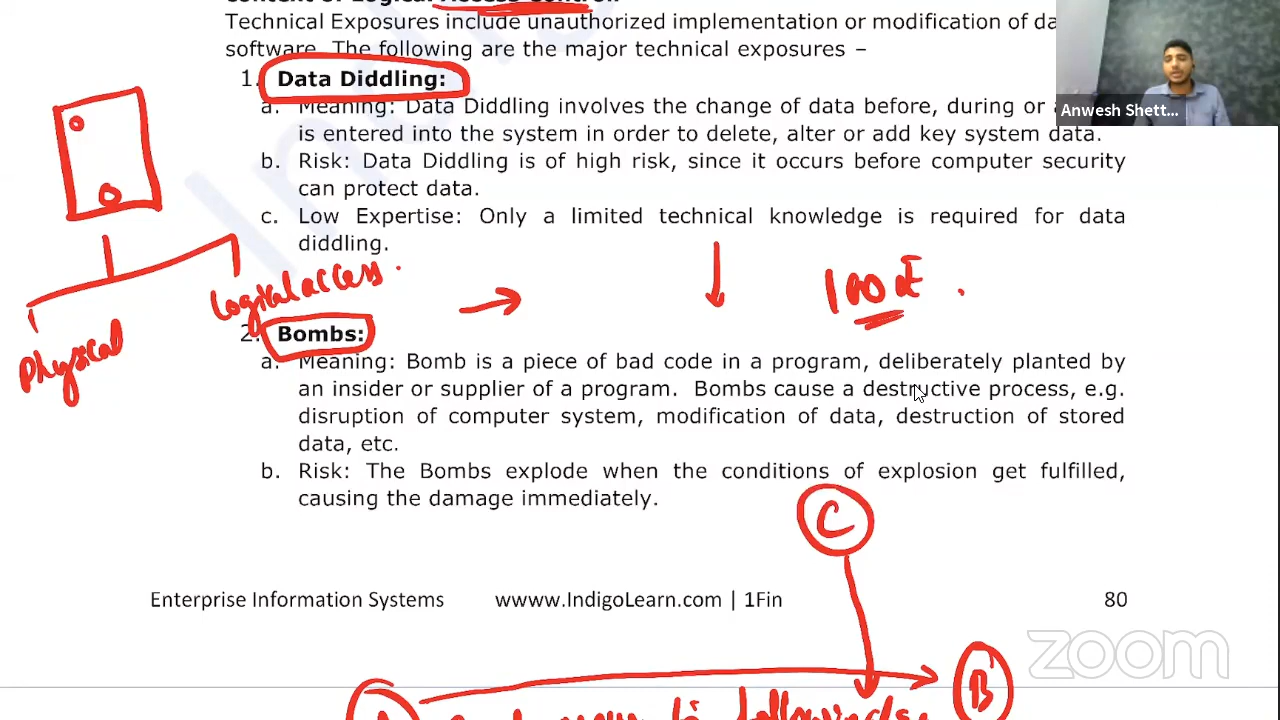 Content of Logical Access Control
Technical Exposures include unauthorized implementation or modification of da
software. The following are the major technical exposures –
1. Data Diddling:
a. Meaning: Data Diddling involves the change of data before, during or
is entered into the system in order to delete, alter or add key system data.
b. Risk: Data Diddling is of high risk, since it occurs before computer security
can protect data.
c. Low Expertise: Only a limited technical knowledge is required for data
diddling.
Logical access.
Physical
2. Bombs:
a. Meaning: Bomb is a piece of bad code in a program, deliberately planted by
an insider or supplier of a program. Bombs cause a destructive process, e.g.
disruption of computer system, modification of data, destruction of stored
data, etc.
b. Risk: The Bombs explode when the conditions of explosion get fulfilled,
causing the damage immediately.
C
Enterprise Information Systems wwww.IndigoLearn.com | 1Fin 80
B
Anwesh Shett...
zoom